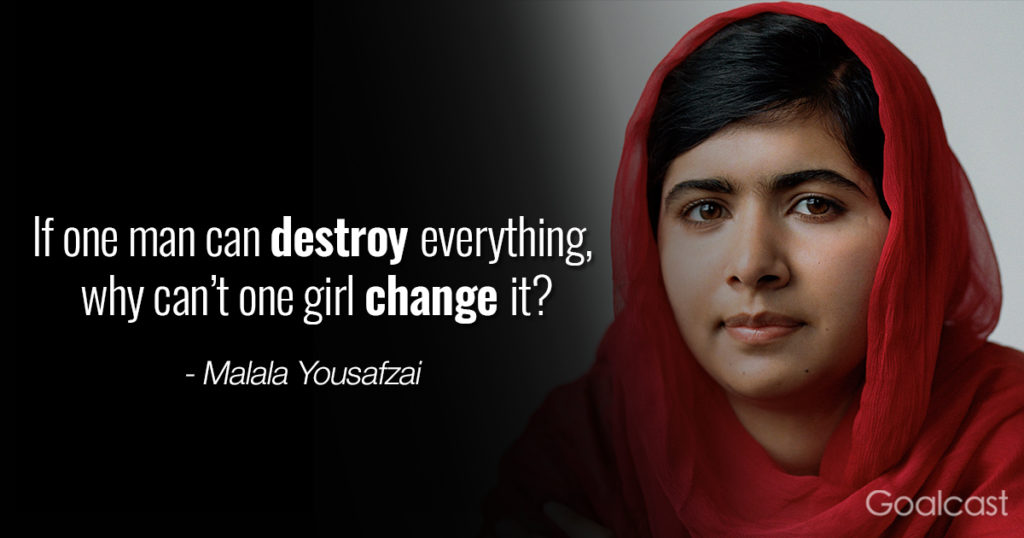 If one man can destroy everything,
why can't one girl change it?
- Malala Yousafzai
Goalcast